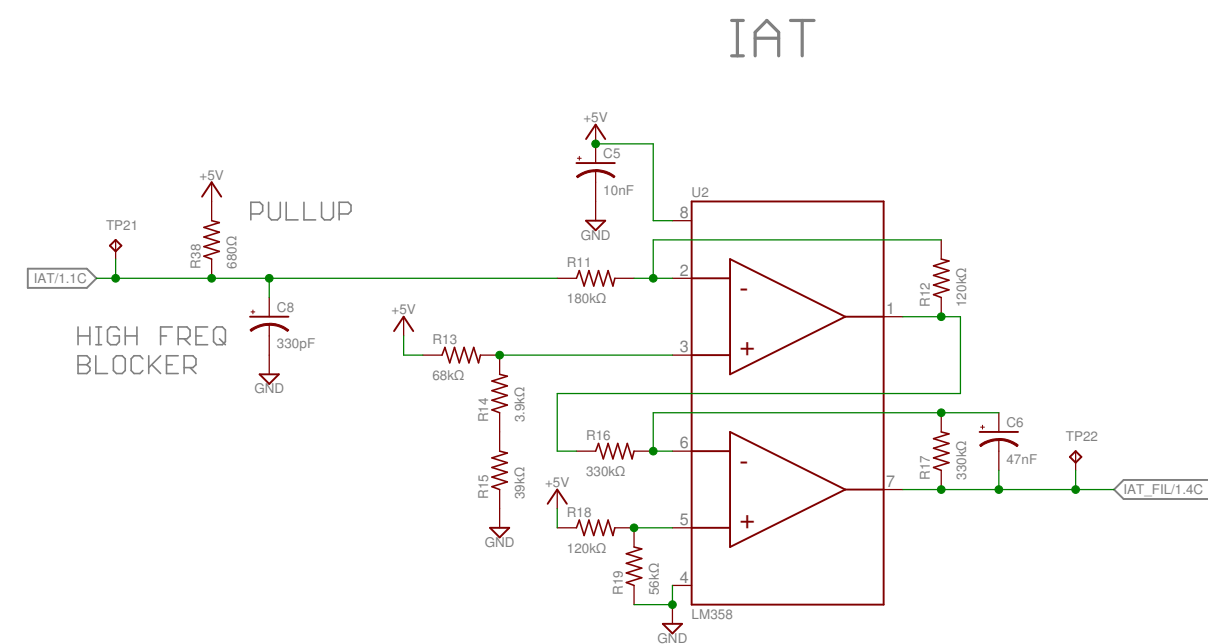 IAT
+5V
C5
10nF
GND
U2
8
+5V
PULLUP
R38
680Ω
TP21
IAT/1.1C
C8
330pF
GND
HIGH FREQ
BLOCKER
R11
180kΩ
2
-
R12
120kΩ
1
+5V
R13
68kΩ
3
+
R14
3.9kΩ
R15
39kΩ
GND
R16
330kΩ
6
-
R17
330kΩ
C6
47nF
TP22
7
IAT_FIL/1.4C
+5V
R18
120kΩ
5
+
R19
56kΩ
4
LM358
GND